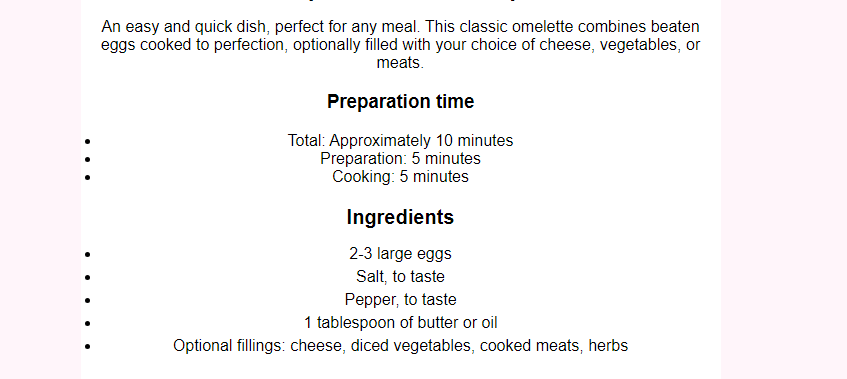 An easy and quick dish, perfect for any meal. This classic omelette combines beaten
eggs cooked to perfection, optionally filled with your choice of cheese, vegetables, or
meats.
Preparation time
Total: Approximately 10 minutes
Preparation: 5 minutes
Cooking: 5 minutes
Ingredients
2-3 large eggs
Salt, to taste
Pepper, to taste
1 tablespoon of butter or oil
Optional fillings: cheese, diced vegetables, cooked meats, herbs